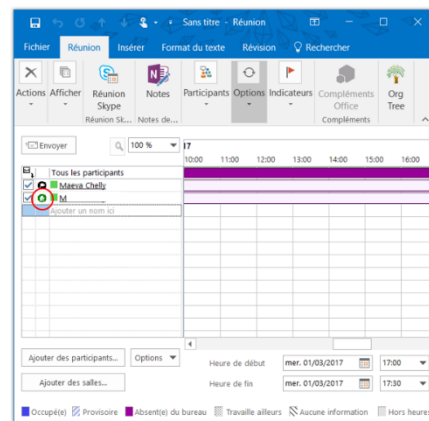 Sans titre - Réunion
Fichier Réunion Insérer Format du texte Révision Rechercher
Actions Afficher Réunion Skype Notes Participants Options Indicateurs Compléments Office Org Tree
Réunion Sk... Notes de... Compléments
Envoyer 100 % 17
10:00 11:00 12:00 13:00 14:00 15:00 16:00
Tous les participants
Maeva Chelly
M
Ajouter un nom ici
Ajouter des participants... Options Heure de début mer. 01/03/2017 17:00
Ajouter des salles... Heure de fin mer. 01/03/2017 17:30
Occupé(e) Provisoire Absent(e) du bureau Travaille ailleurs Aucune information Hors heures